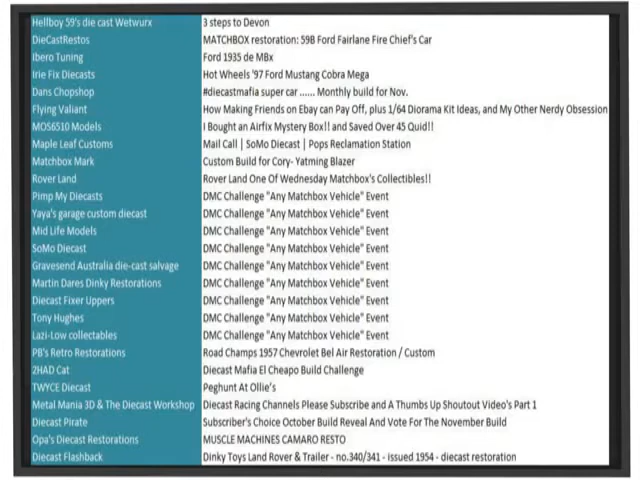 Hellboy 59's die cast Wetwurx 3 steps to Devon
DieCastRestos MATCHBOX restoration: 59B Ford Fairlane Fire Chief's Car
Ibero Tuning Ford 1935 de MBx
Irie Fix Diecasts Hot Wheels '97 Ford Mustang Cobra Mega
Dans Chopshop #diecastmafia super car ...... Monthly build for Nov.
Flying Valiant How Making Friends on Ebay can Pay Off, plus 1/64 Diorama Kit Ideas, and My Other Nerdy Obsession
MOS6510 Models I Bought an Airfix Mystery Box!! and Saved Over 45 Quid!!
Maple Leaf Customs Mail Call | SoMo Diecast | Pops Reclamation Station
Matchbox Mark Custom Build for Cory- Yatming Blazer
Rover Land Rover Land One Of Wednesday Matchbox's Collectibles!!
Pimp My Diecasts DMC Challenge "Any Matchbox Vehicle" Event
Yaya's garage custom diecast DMC Challenge "Any Matchbox Vehicle" Event
Mid Life Models DMC Challenge "Any Matchbox Vehicle" Event
SoMo Diecast DMC Challenge "Any Matchbox Vehicle" Event
Gravesend Australia die-cast salvage DMC Challenge "Any Matchbox Vehicle" Event
Martin Dares Dinky Restorations DMC Challenge "Any Matchbox Vehicle" Event
Diecast Fixer Uppers DMC Challenge "Any Matchbox Vehicle" Event
Tony Hughes DMC Challenge "Any Matchbox Vehicle" Event
Lazi-Low collectables DMC Challenge "Any Matchbox Vehicle" Event
PB's Retro Restorations Road Champs 1957 Chevrolet Bel Air Restoration / Custom
2HAD Cat Diecast Mafia El Cheapo Build Challenge
TWYCE Diecast Peghunt At Ollie's
Metal Mania 3D & The Diecast Workshop Diecast Racing Channels Please Subscribe and A Thumbs Up Shoutout Video's Part 1
Diecast Pirate Subscriber's Choice October Build Reveal And Vote For The November Build
Opa's Diecast Restorations MUSCLE MACHINES CAMARO RESTO
Diecast Flashback Dinky Toys Land Rover & Trailer - no.340/341 - issued 1954 - diecast restoration